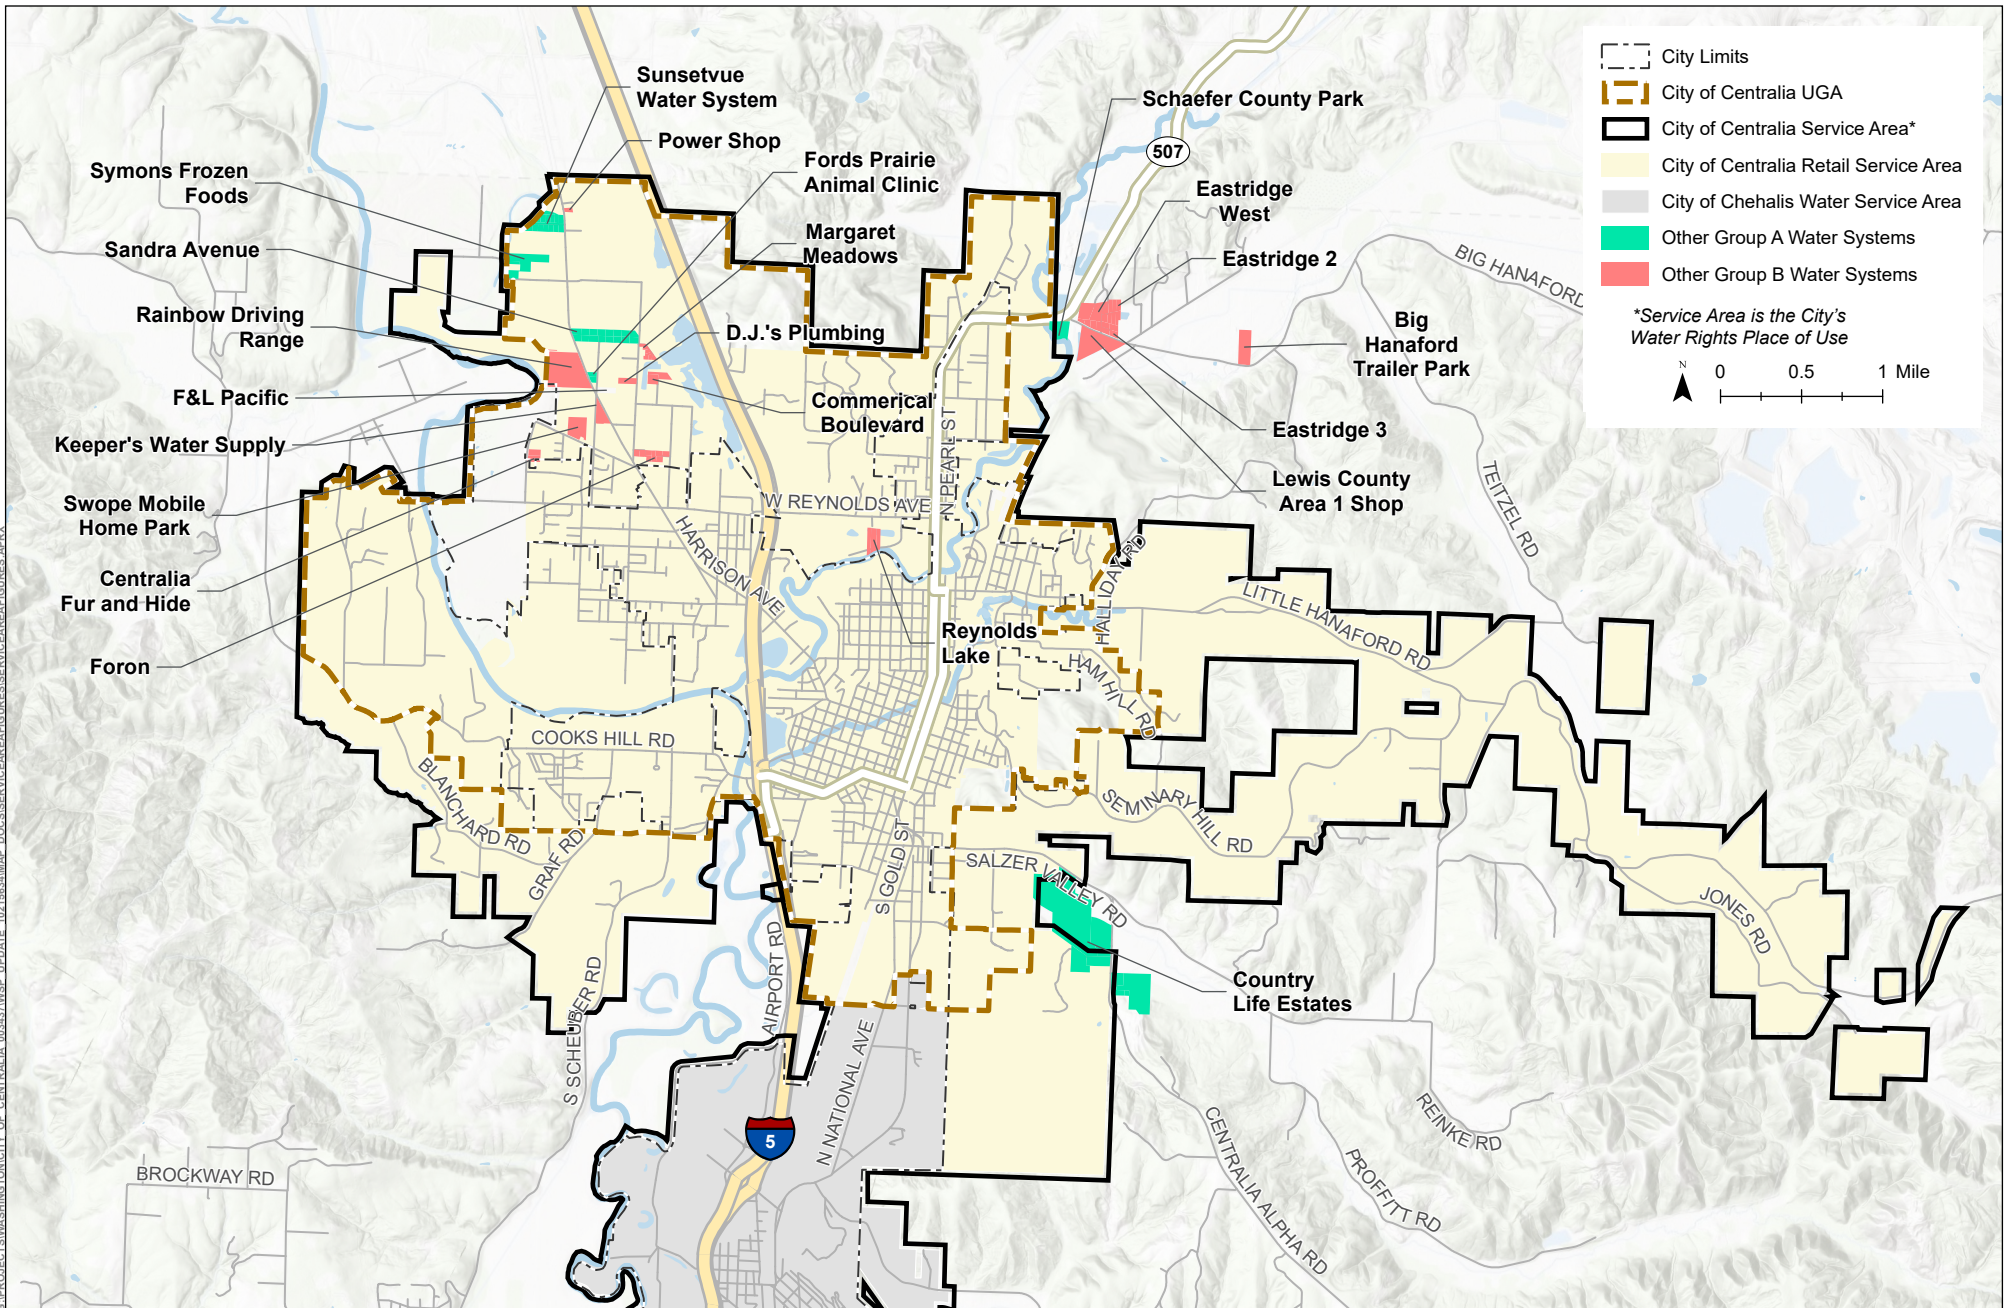 Sunsetvue
Water System
Power Shop
Symons Frozen
Foods
Fords Prairie
Animal Clinic
Sandra Avenue
Margaret
Meadows
Rainbow Driving
Range
D.J.'s Plumbing
F&L Pacific
Commerical
Boulevard
Keeper's Water Supply
Swope Mobile
Home Park
Centralia
Fur and Hide
Foron
Reynolds
Lake
Schaefer County Park
507
Eastridge
West
Eastridge 2
Big
Hanaford
Trailer Park
Eastridge 3
Lewis County
Area 1 Shop
Country
Life Estates
City Limits
City of Centralia UGA
City of Centralia Service Area*
City of Centralia Retail Service Area
City of Chehalis Water Service Area
Other Group A Water Systems
Other Group B Water Systems
*Service Area is the City's
Water Rights Place of Use
N
0 0.5 1 Mile
BIG HANAFORD
TEITZEL RD
N PEARL ST
W REYNOLDS AVE
HARRISON AVE
HALLIDAY RD
LITTLE HANAFORD RD
HAM HILL RD
COOKS HILL RD
BLANCHARD RD
GRAF RD
SEMINARY HILL RD
S GOLD ST
SALZER VALLEY RD
JONES RD
AIRPORT RD
S SCHEUBER RD
N NATIONAL AVE
5
CENTRALIA ALPHA RD
REINKE RD
PROFFITT RD
BROCKWAY RD